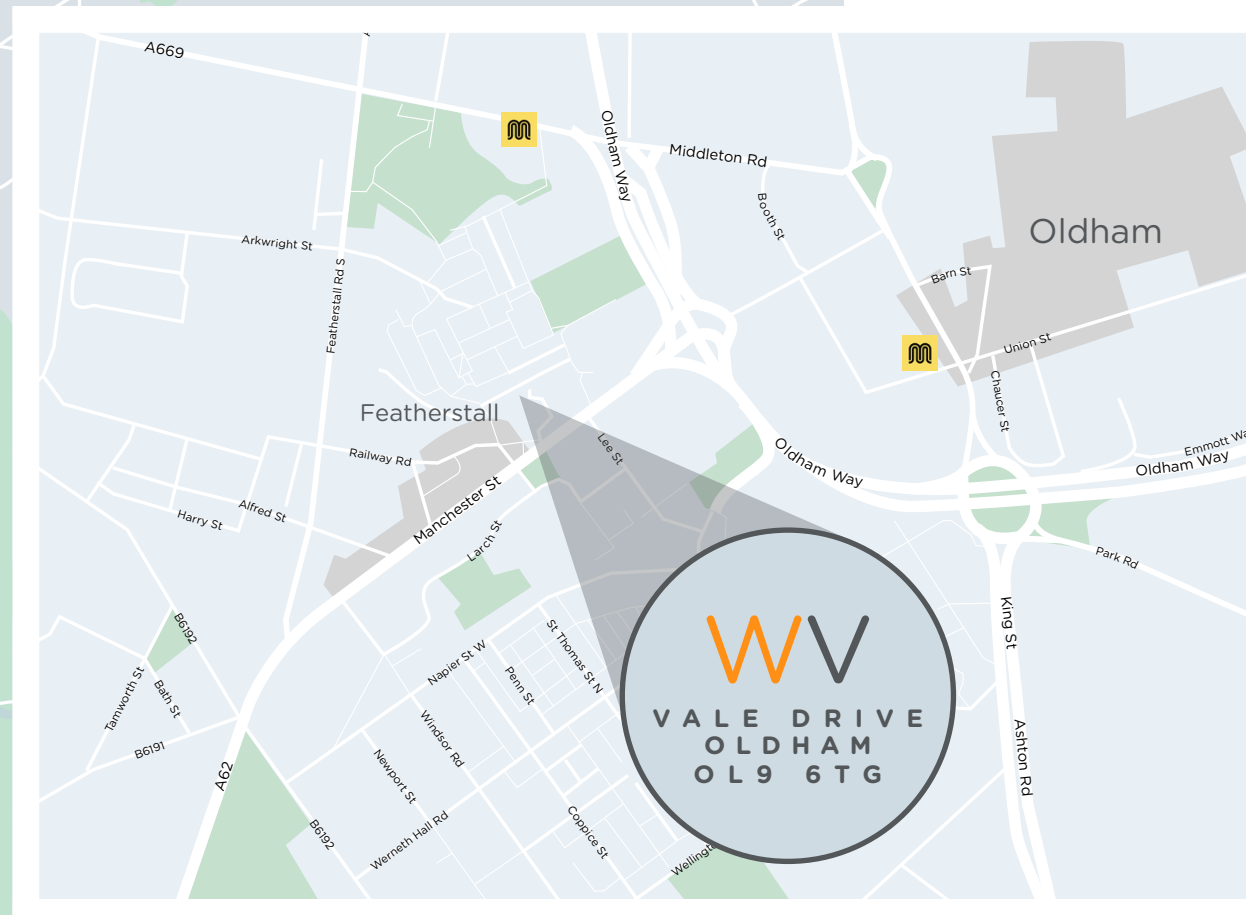 A669
Oldham Way
Middleton Rd
Booth St
Oldham
Arkwright St
Featherstall Rd S
Barn St
Union St
Chaucer St
Featherstall
Railway Rd
Lee St
Oldham Way
Emmott
Oldham Way
Manchester St
Harry St
Alfred St
Larch St
Park Rd
B6192
King St
St Thomas St N
Napier St W
Penn St
Tamworth St
Bath St
Windsor Rd
WV
VALE DRIVE
OLDHAM
OL9 6TG
B6191
A62
Newport St
Ashton Rd
B6192
Werneth Hall Rd
Coppice St